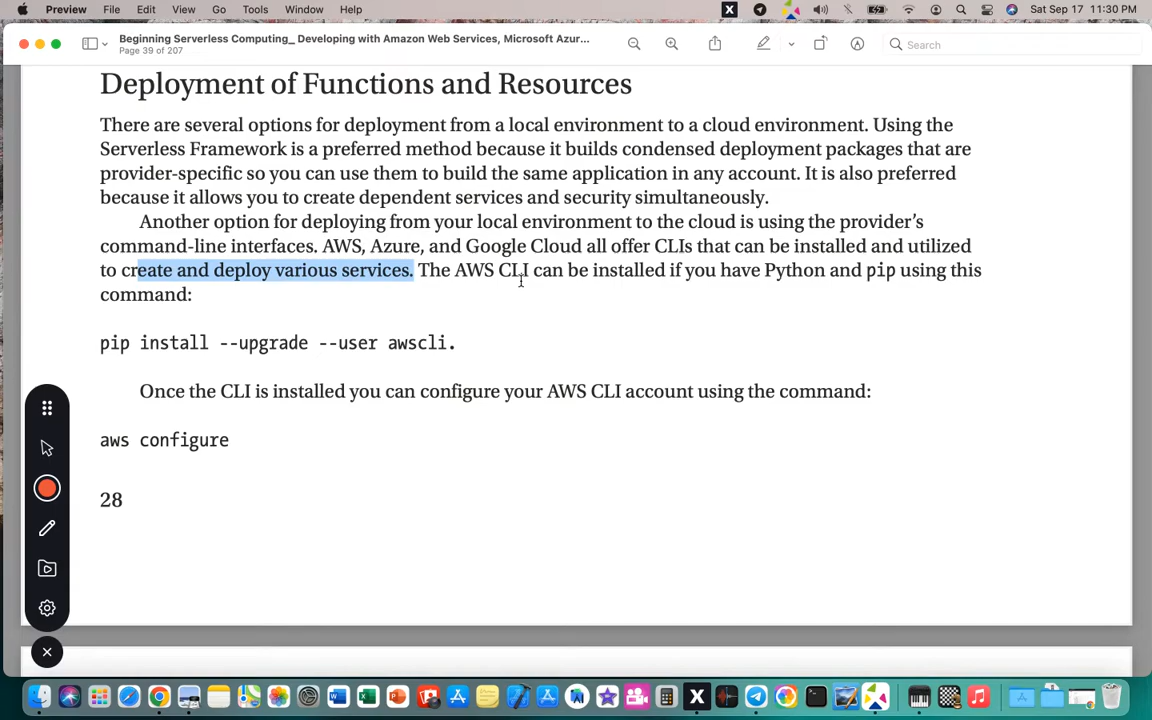 Preview File Edit View Go Tools Window Help Sat Sep 17 11:30 PM
Beginning Serverless Computing_ Developing with Amazon Web Services, Microsoft Azur...
Page 39 of 207
Search
Deployment of Functions and Resources
There are several options for deployment from a local environment to a cloud environment. Using the
Serverless Framework is a preferred method because it builds condensed deployment packages that are
provider-specific so you can use them to build the same application in any account. It is also preferred
because it allows you to create dependent services and security simultaneously.
Another option for deploying from your local environment to the cloud is using the provider's
command-line interfaces. AWS, Azure, and Google Cloud all offer CLIs that can be installed and utilized
to create and deploy various services. The AWS CLI can be installed if you have Python and pip using this
command:
pip install --upgrade --user awscli.
Once the CLI is installed you can configure your AWS CLI account using the command:
aws configure
28